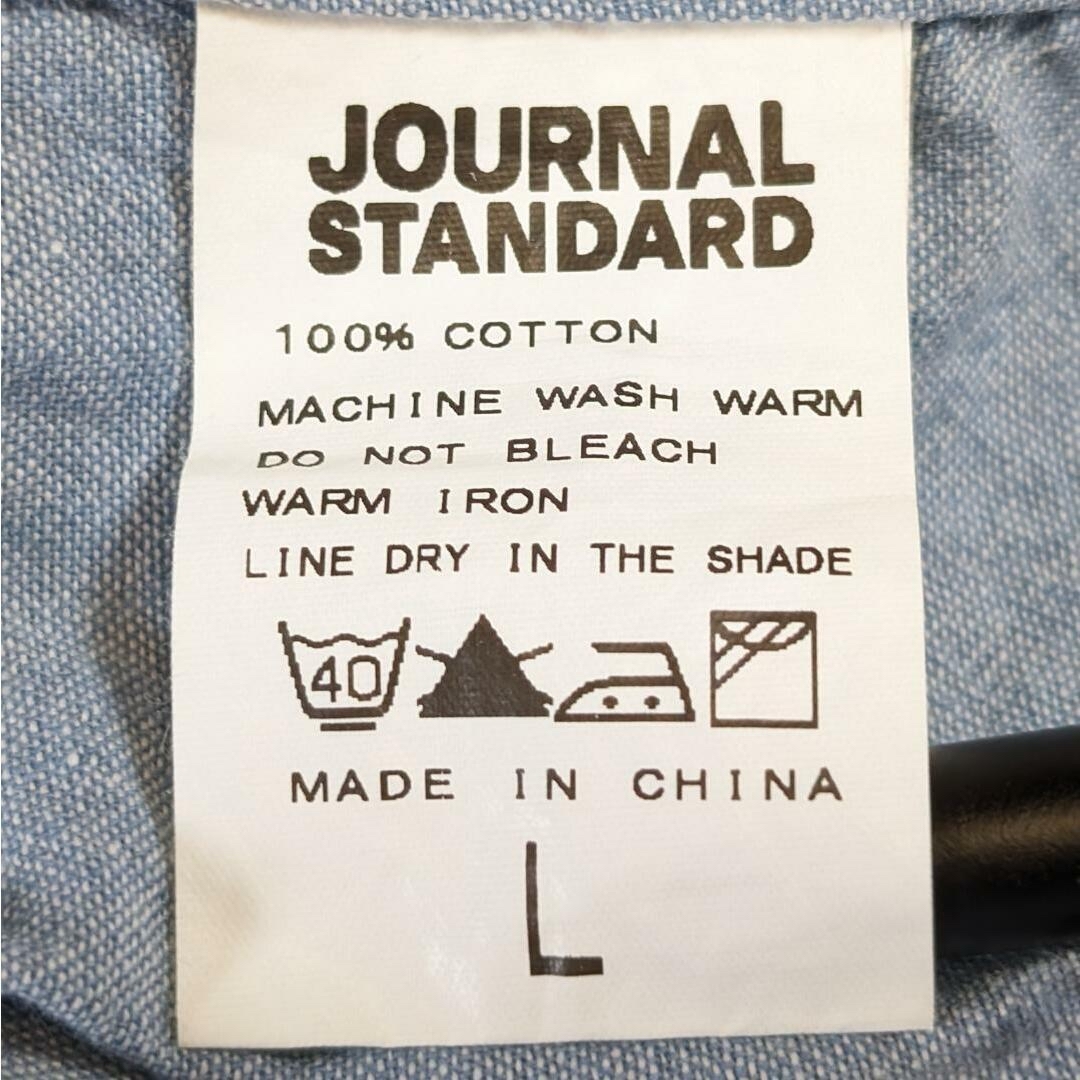 JOURNAL
STANDARD
100% COTTON
MACHINE WASH WARM
DO NOT BLEACH
WARM IRON
LINE DRY IN THE SHADE
40
MADE IN CHINA
L